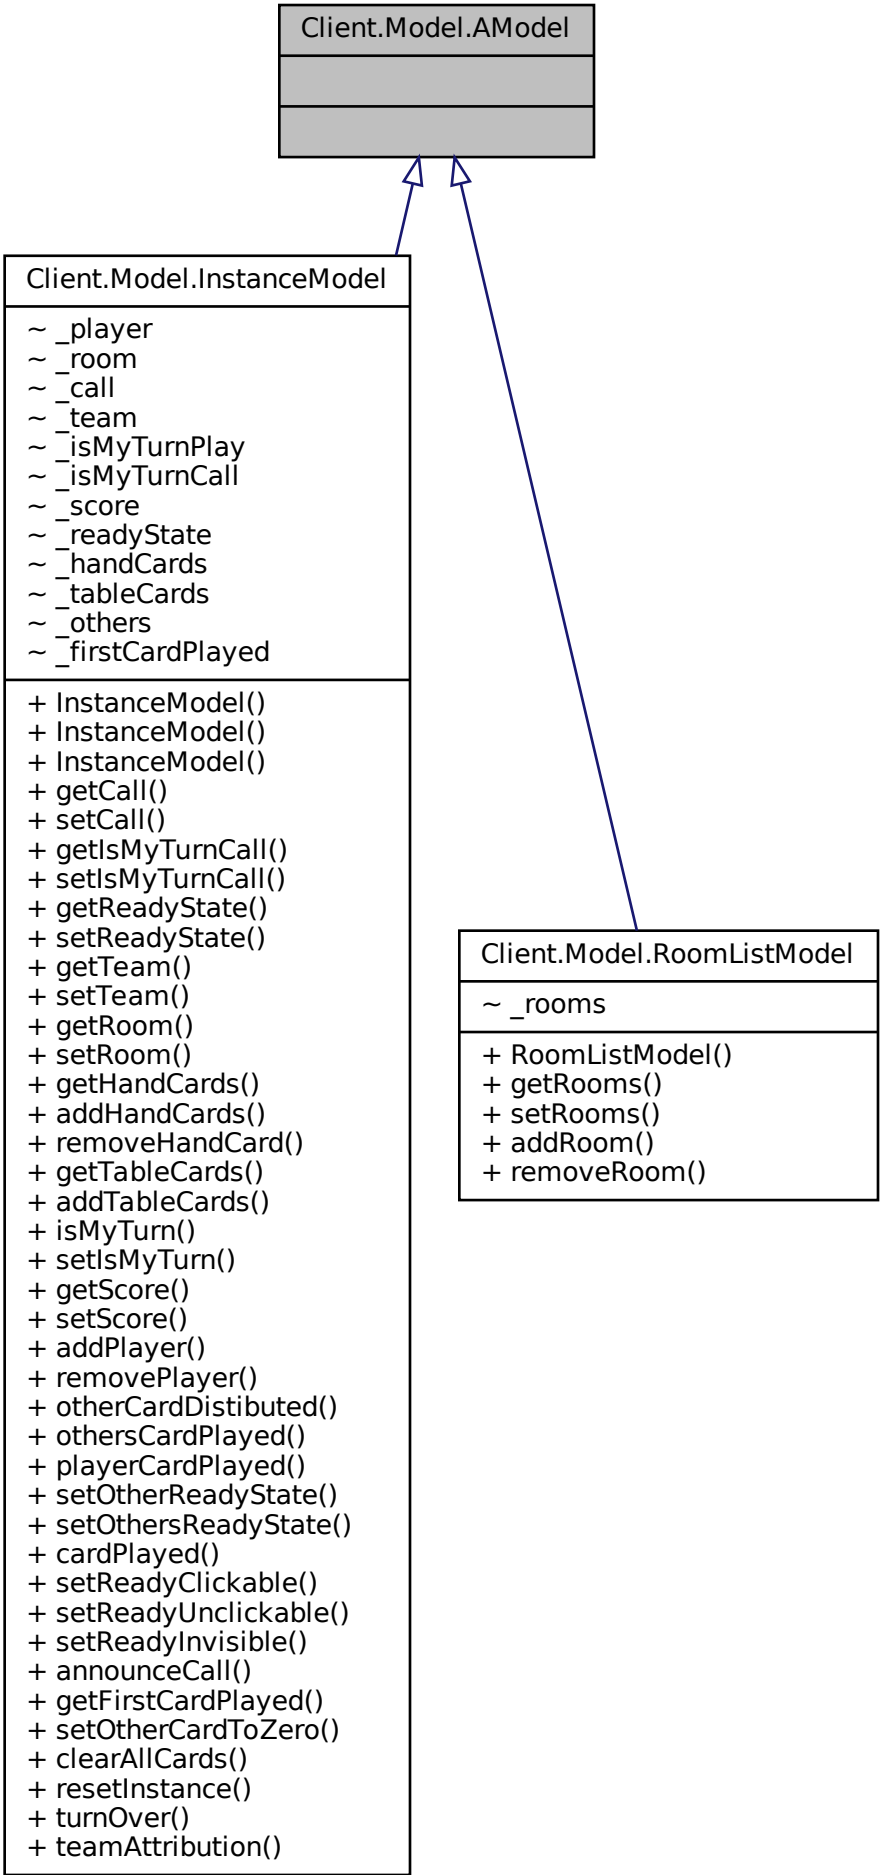 Client.Model.AModel
Client.Model.InstanceModel
~ _player
~ _room
~ _call
~ _team
~ _isMyTurnPlay
~ _isMyTurnCall
~ _score
~ _readyState
~ _handCards
~ _tableCards
~ _others
~ _firstCardPlayed
+ InstanceModel()
+ InstanceModel()
+ InstanceModel()
+ getCall()
+ setCall()
+ getIsMyTurnCall()
+ setIsMyTurnCall()
+ getReadyState()
+ setReadyState()
+ getTeam()
+ setTeam()
+ getRoom()
+ setRoom()
+ getHandCards()
+ addHandCards()
+ removeHandCard()
+ getTableCards()
+ addTableCards()
+ isMyTurn()
+ setIsMyTurn()
+ getScore()
+ setScore()
+ addPlayer()
+ removePlayer()
+ otherCardDistibuted()
+ othersCardPlayed()
+ playerCardPlayed()
+ setOtherReadyState()
+ setOthersReadyState()
+ cardPlayed()
+ setReadyClickable()
+ setReadyUnclickable()
+ setReadyInvisible()
+ announceCall()
+ getFirstCardPlayed()
+ setOtherCardToZero()
+ clearAllCards()
+ resetInstance()
+ turnOver()
+ teamAttribution()
Client.Model.RoomListModel
~ _rooms
+ RoomListModel()
+ getRooms()
+ setRooms()
+ addRoom()
+ removeRoom()